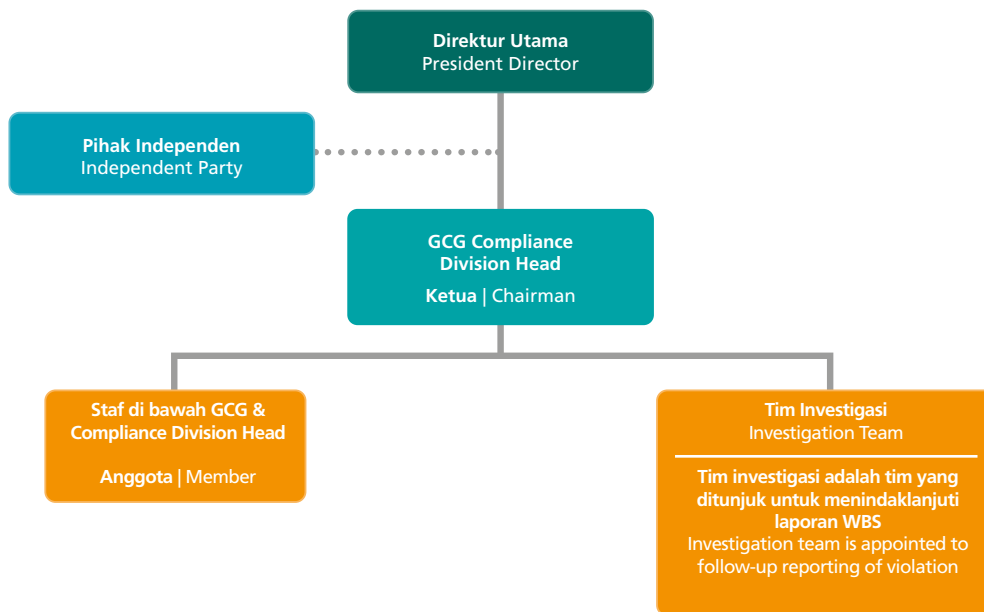 Direktur Utama
President Director
Pihak Independen
Independent Party
GCG Compliance
Division Head
Ketua | Chairman
Staf di bawah GCG &
Compliance Division Head
Anggota | Member
Tim Investigasi
Investigation Team
Tim investigasi adalah tim yang
ditunjuk untuk menindaklanjuti
laporan WBS
Investigation team is appointed to
follow-up reporting of violation